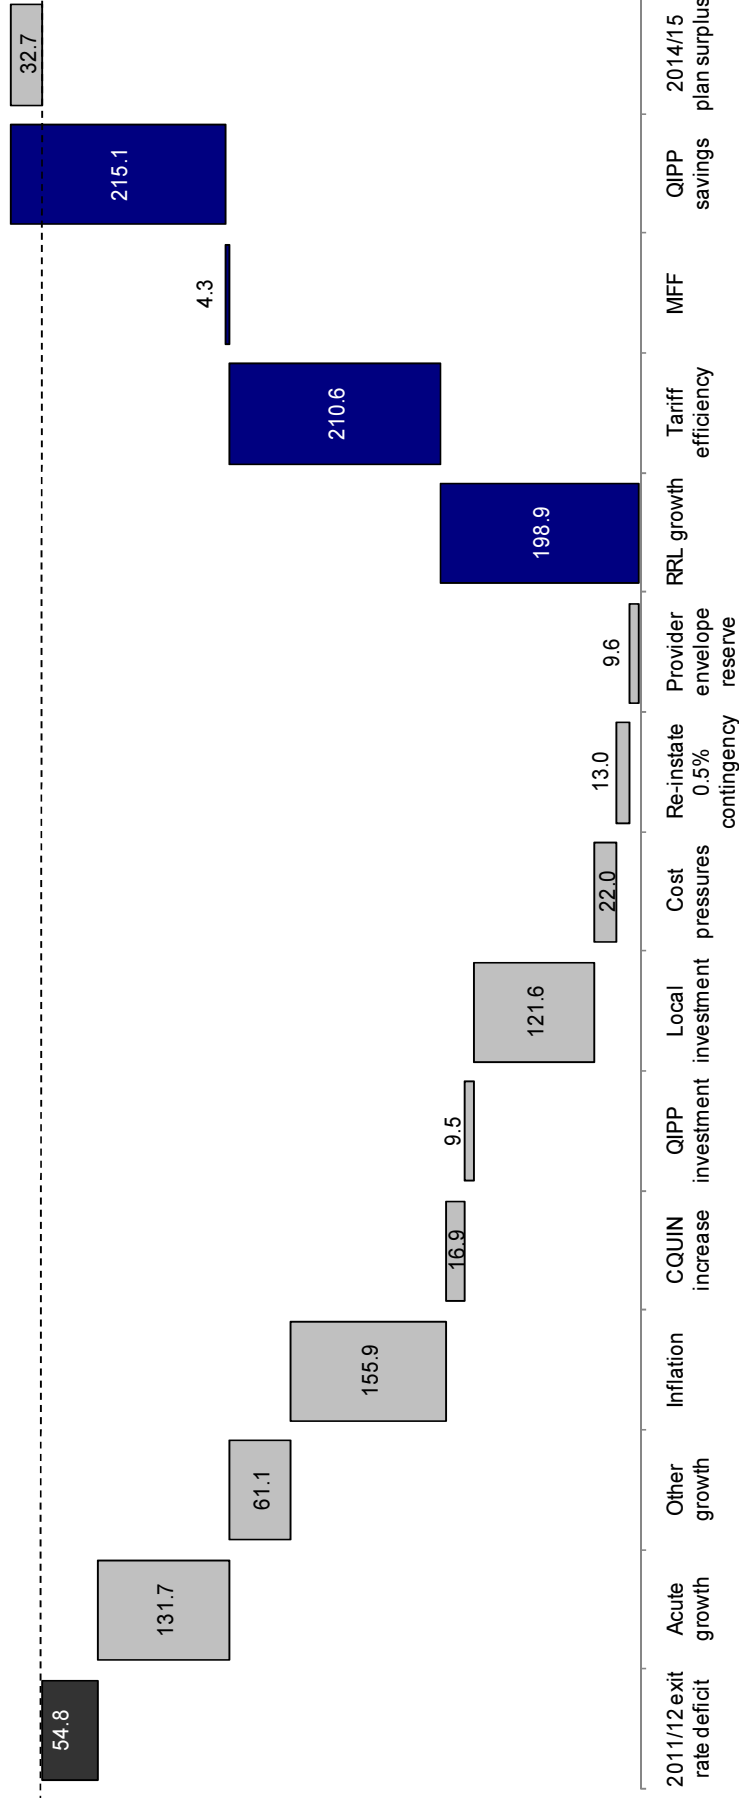 54.8
131.7
61.1
155.9
16.9
9.5
121.6
22.0
13.0
9.6
198.9
210.6
4.3
215.1
32.7
2011/12 exit
rate deficit
Acute
growth
Other
growth
Inflation
CQUIN
increase
QIPP
investment
Local
investment
Cost
pressures
Re-instate
0.5%
contingency
Provider
envelope
reserve
RRL growth
Tariff
efficiency
MFF
QIPP
savings
2014/15
plan surplus